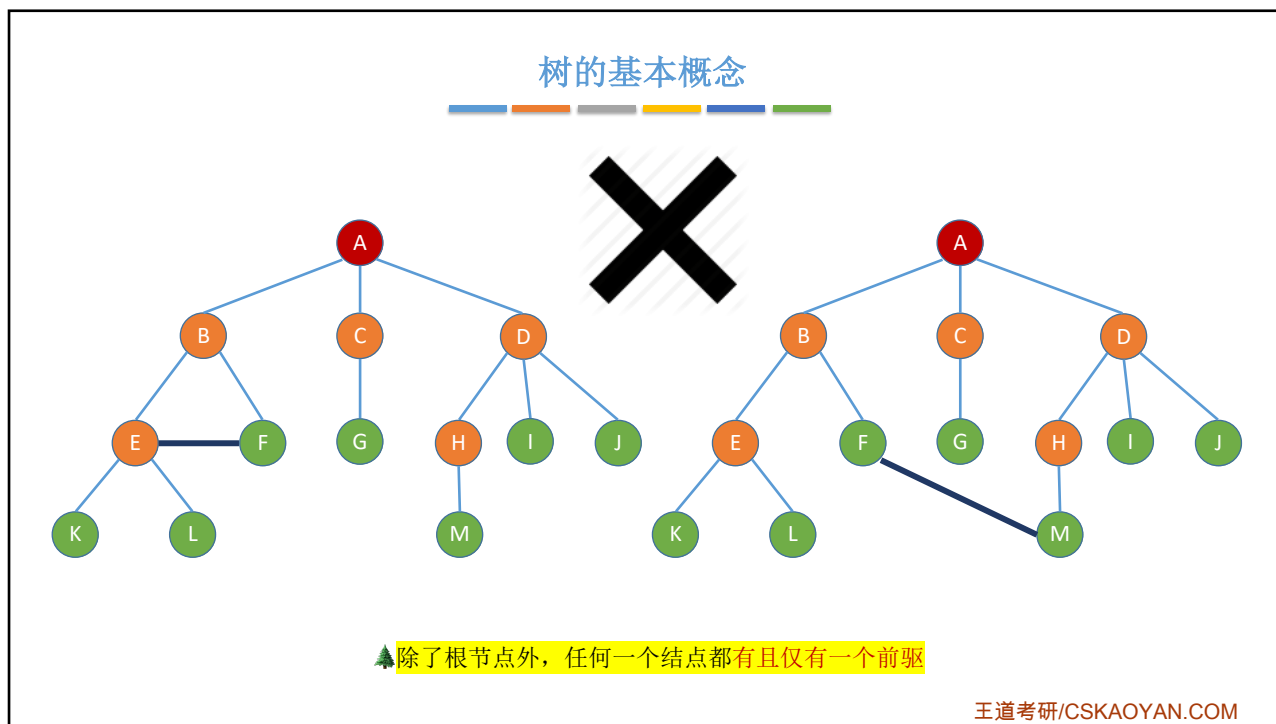 树的基本概念
A A
B C D B C D
E F G H I J E F G H I J
K L M K L M
除了根节点外，任何一个结点都有且仅有一个前驱
王道考研/CSKAOYAN.COM